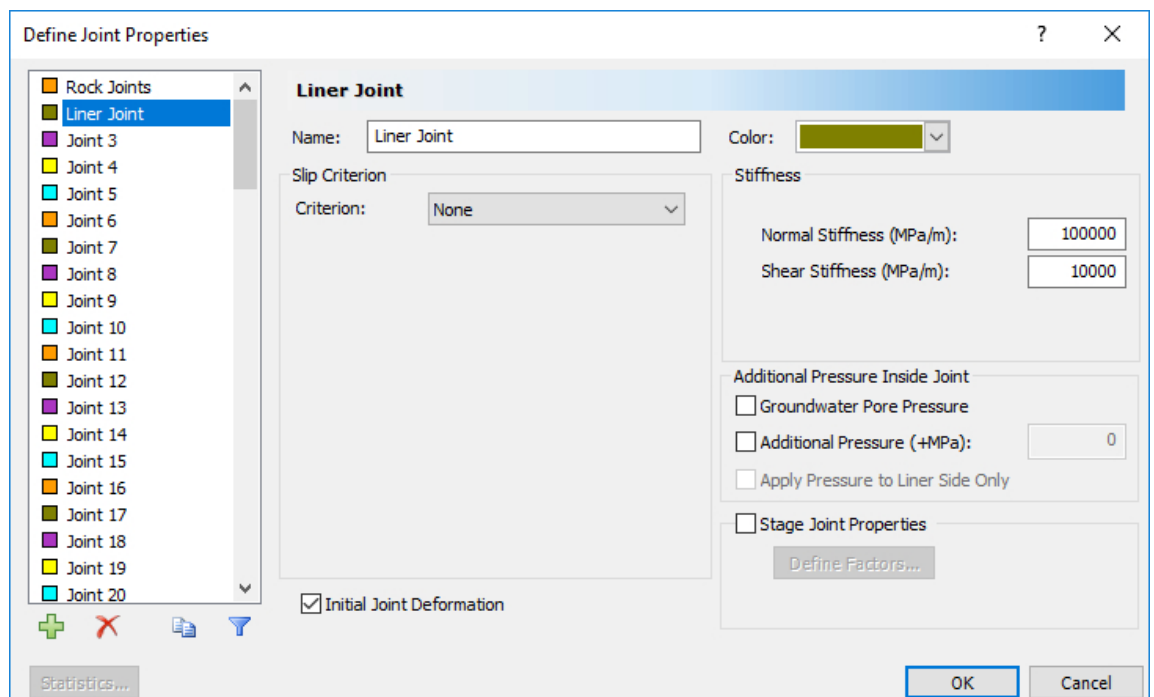 Define Joint Properties
?
Rock Joints
Liner Joint
Joint 3
Joint 4
Joint 5
Joint 6
Joint 7
Joint 8
Joint 9
Joint 10
Joint 11
Joint 12
Joint 13
Joint 14
Joint 15
Joint 16
Joint 17
Joint 18
Joint 19
Joint 20
Statistics...
Liner Joint
Name: Liner Joint
Color:
Slip Criterion
Criterion: None
Initial Joint Deformation
Stiffness
Normal Stiffness (MPa/m): 100000
Shear Stiffness (MPa/m): 10000
Additional Pressure Inside Joint
Groundwater Pore Pressure
Additional Pressure (+MPa): 0
Apply Pressure to Liner Side Only
Stage Joint Properties
Define Factors...
OK
Cancel